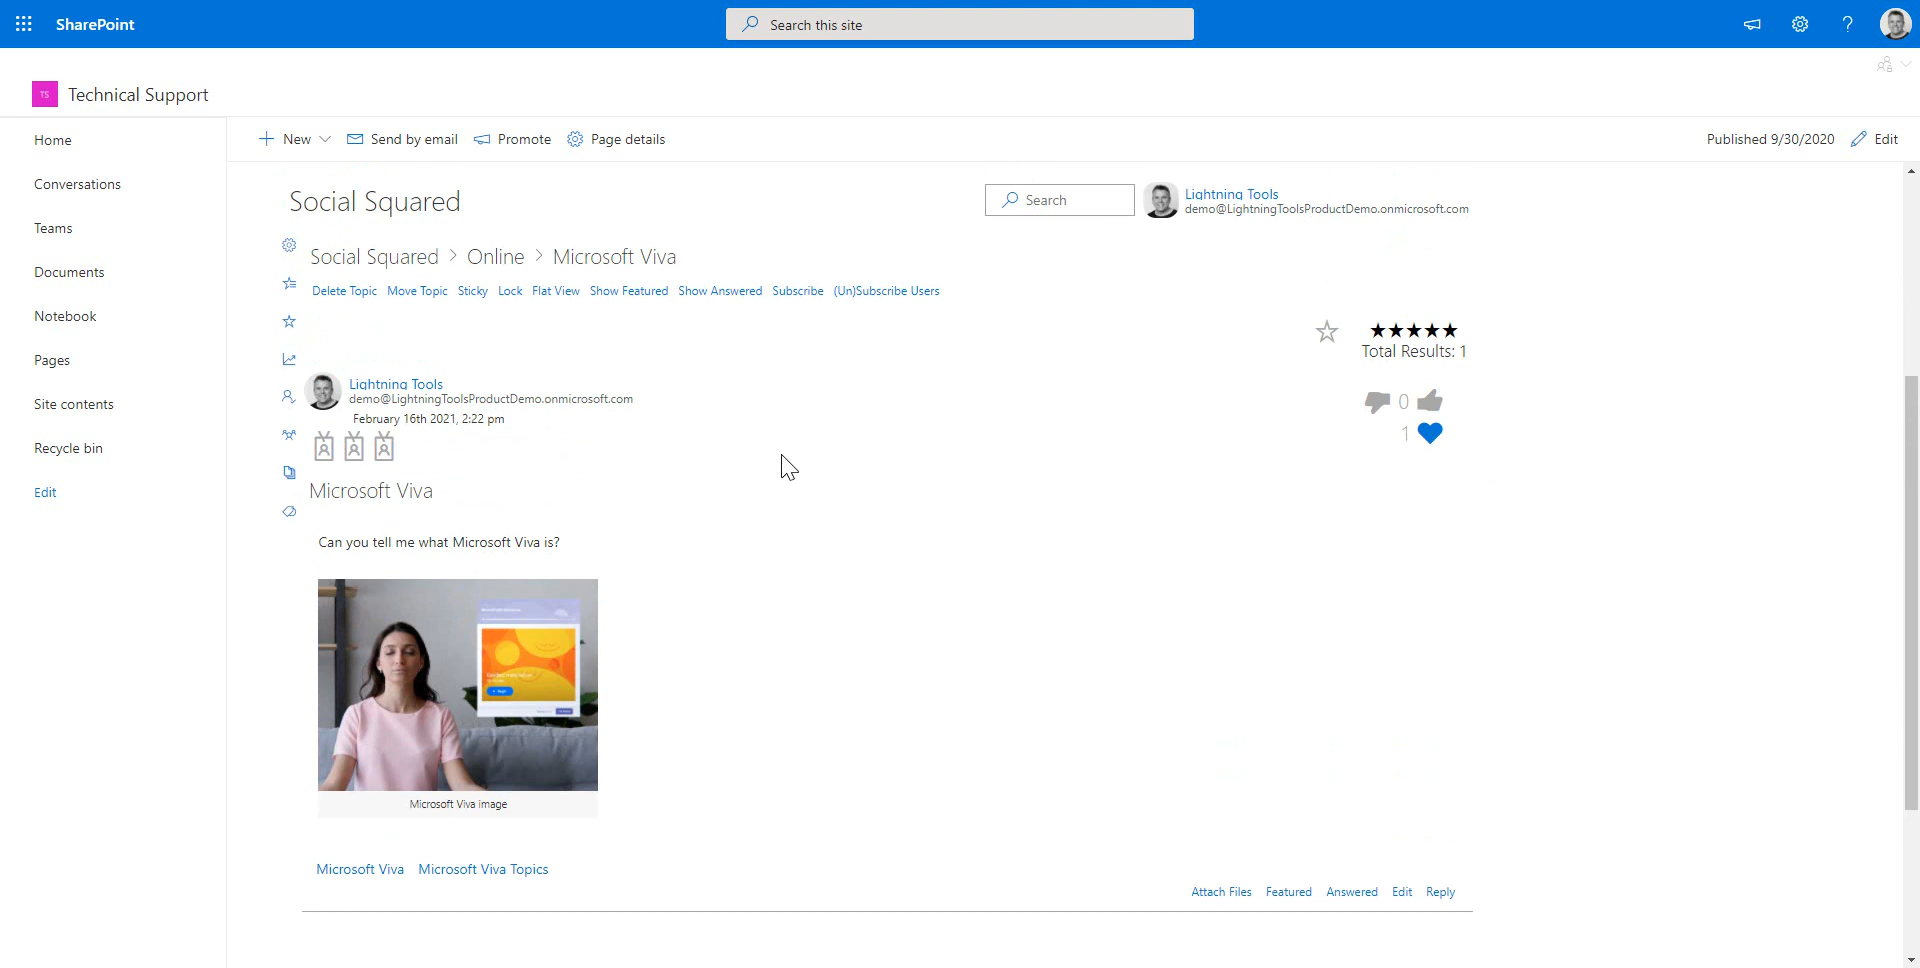 SharePoint
Search this site
?
TS
Technical Support
Home
Conversations
Teams
Documents
Notebook
Pages
Site contents
Recycle bin
Edit
New
Send by email
Promote
Page details
Published 9/30/2020
Edit
Social Squared
Search
Lightning Tools
demo@LightningToolsProductDemo.onmicrosoft.com
Social Squared > Online > Microsoft Viva
Delete Topic Move Topic Sticky Lock Flat View Show Featured Show Answered Subscribe (Un)Subscribe Users
★★★★★
Total Results: 1
Lightning Tools
demo@LightningToolsProductDemo.onmicrosoft.com
February 16th 2021, 2:22 pm
0
1
Microsoft Viva
Can you tell me what Microsoft Viva is?
Microsoft Viva image
Microsoft Viva Microsoft Viva Topics
Attach Files Featured Answered Edit Reply